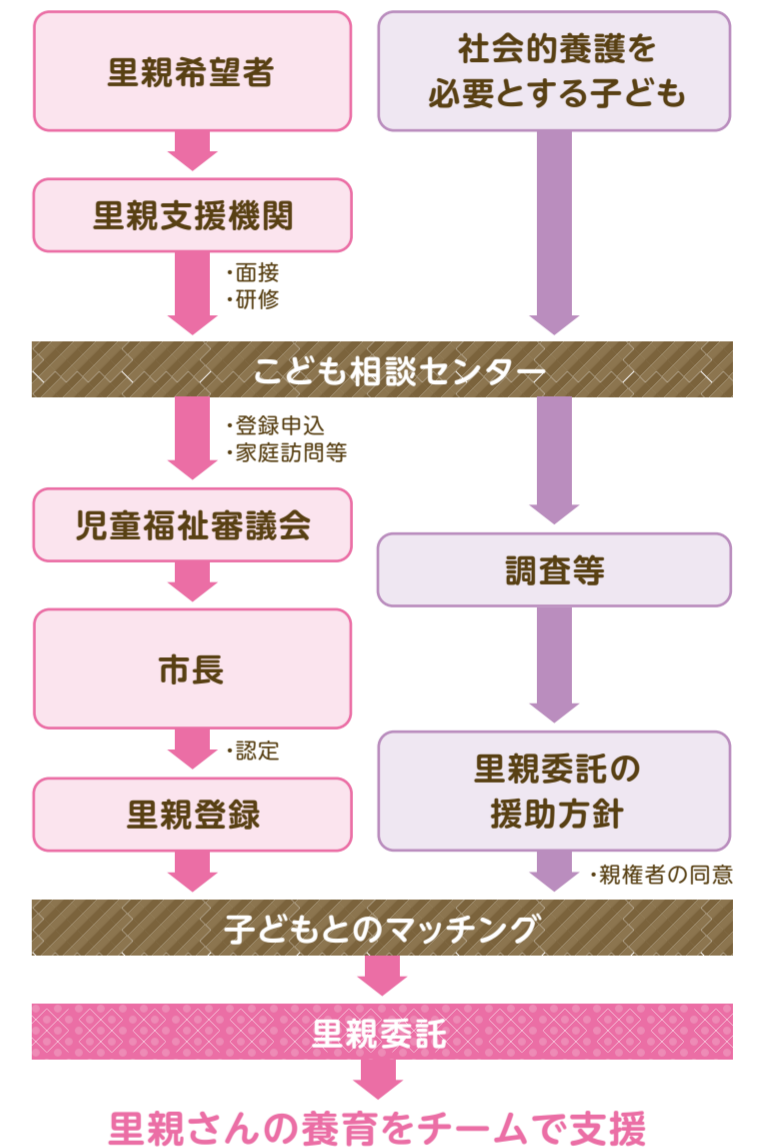 里親希望者
社会的養護を
必要とする子ども
里親支援機関
・面接
・研修
こども相談センター
・登録申込
・家庭訪問等
児童福祉審議会
調査等
市長
・認定
里親委託の
援助方針
里親登録
・親権者の同意
子どもとのマッチング
里親委託
里親さんの養育をチームで支援